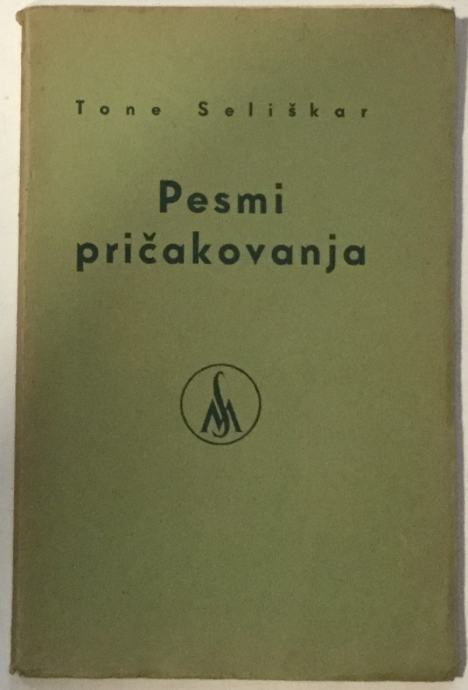 Tone Seliškar
Pesmi
pričakovanja